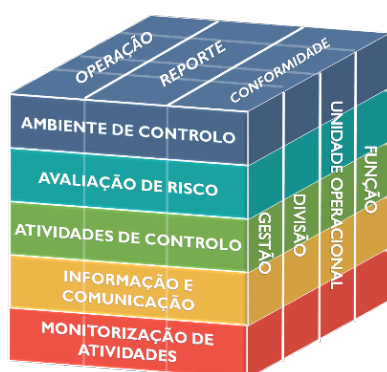 OPERAÇÃO
REPORTE
CONFORMIDADE
AMBIENTE DE CONTROLO
AVALIAÇÃO DE RISCO
ATIVIDADES DE CONTROLO
INFORMAÇÃO E
COMUNICAÇÃO
MONITORIZAÇÃO DE
ATIVIDADES
GESTÃO
DIVISÃO
UNIDADE OPERACIONAL
FUNÇÃO